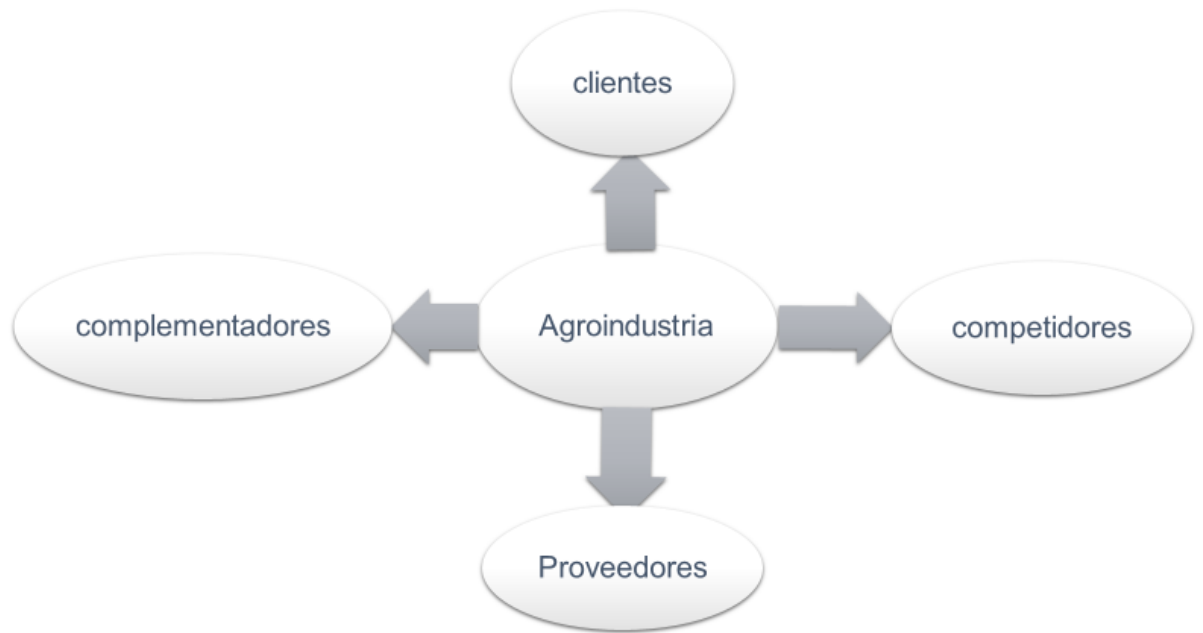 clientes
complementadores
Agroindustria
competidores
Proveedores